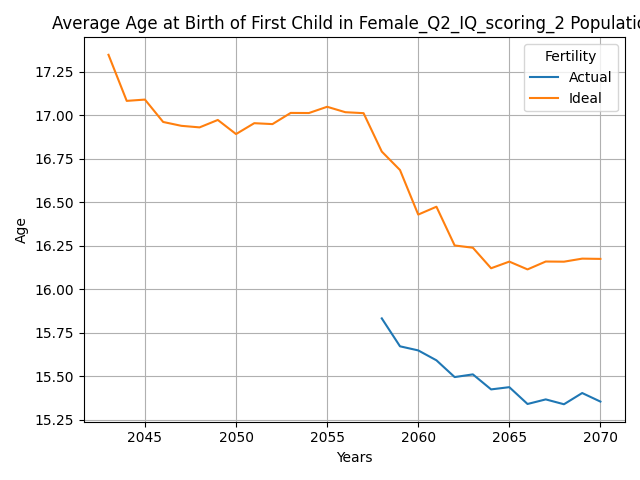 Average Age at Birth of First Child in Female_Q2_IQ_scoring_2 Populatio
Fertility
Actual
Ideal
17.25
17.00
16.75
16.50
16.25
16.00
15.75
15.50
15.25
Age
2045 2050 2055 2060 2065 2070
Years